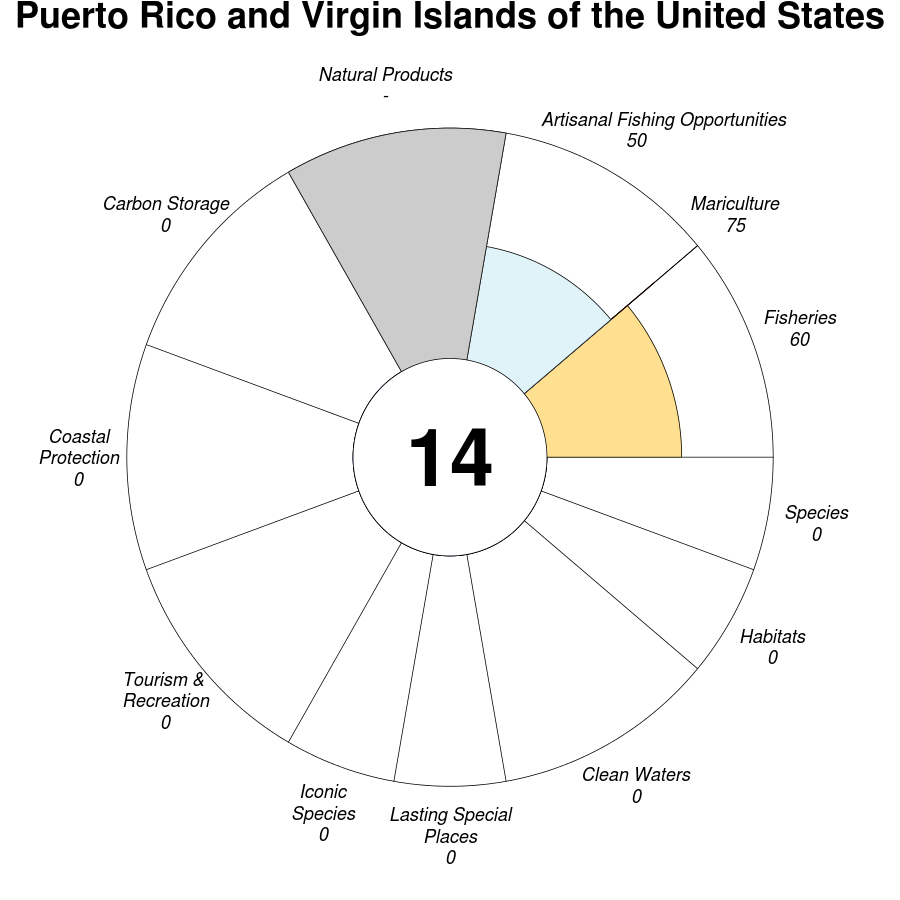 Puerto Rico and Virgin Islands of the United States
Natural Products
-
Artisanal Fishing Opportunities
50
Carbon Storage
0
Mariculture
75
Fisheries
60
Coastal
Protection
0
14
Species
0
Habitats
0
Tourism &
Recreation
0
Clean Waters
0
Iconic
Species
0
Lasting Special
Places
0